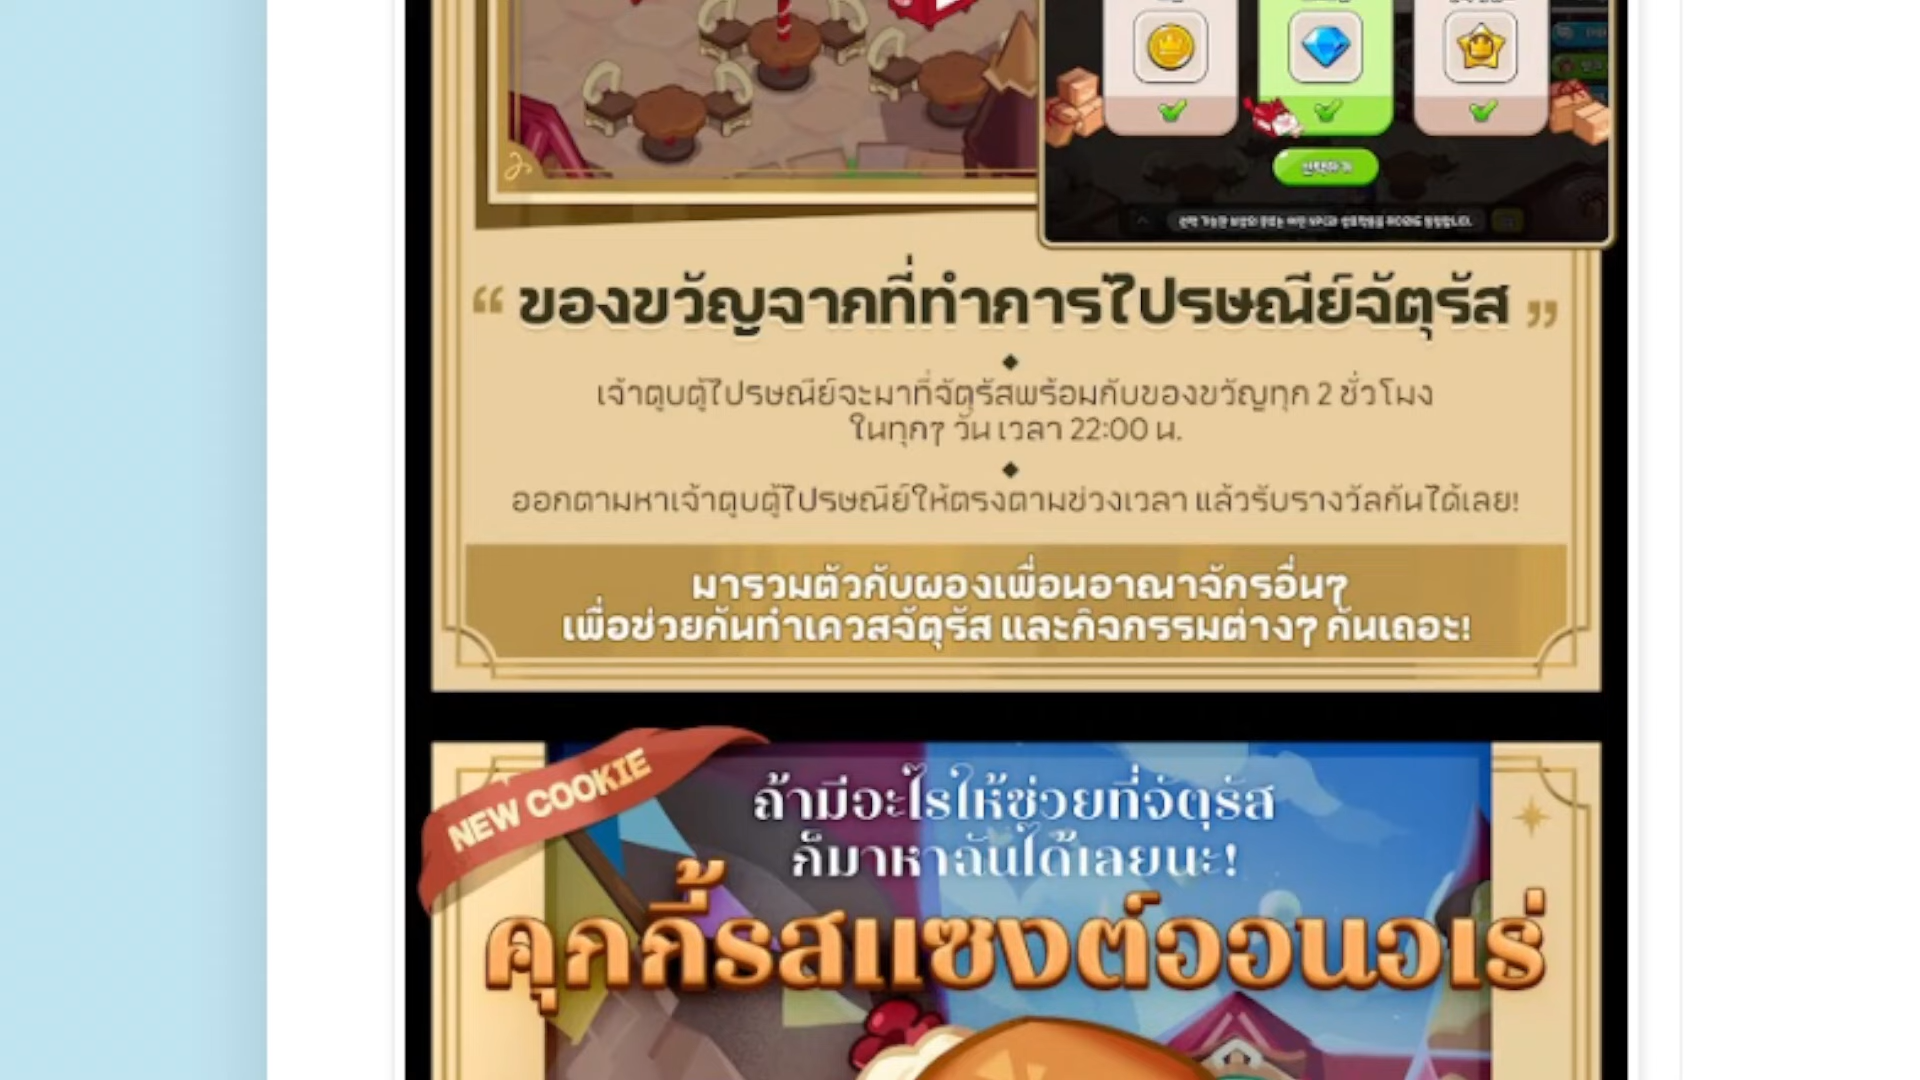 선택하기
“ ของขวัญจากที่ทำการไปรษณีย์จัตุรัส ”
เจ้าตูบตู้ไปรษณีย์จะมาที่จัตุรัสพร้อมกับของขวัญทุก 2 ชั่วโมง
ในทุกๆ วัน เวลา 22:00 น.
ออกตามหาเจ้าตูบตู้ไปรษณีย์ให้ตรงตามช่วงเวลา แล้วรับรางวัลกันได้เลย!
มารวมตัวกับผองเพื่อนอาณาจักรอื่นๆ
เพื่อช่วยกันทำเควสจัตุรัส และกิจกรรมต่างๆ กันเถอะ!
NEW COOKIE
ถ้ามีอะไรให้ช่วยที่จัตุรัส
ก็มาหาฉันได้เลยนะ!
คุกกี้รสแซงต์ออนอเร่